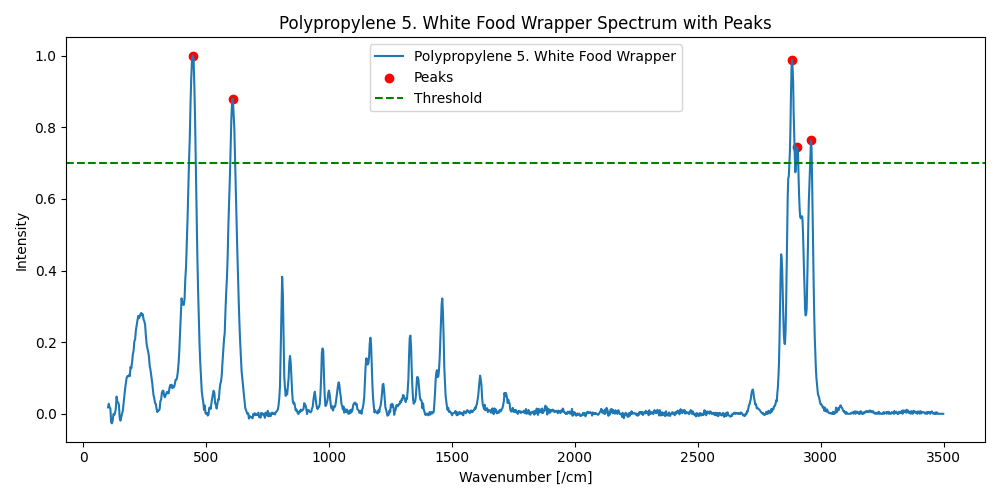 Polypropylene 5. White Food Wrapper Spectrum with Peaks
Polypropylene 5. White Food Wrapper
Peaks
Threshold
Intensity
1.0
0.8
0.6
0.4
0.2
0.0
0 500 1000 1500 2000 2500 3000 3500
Wavenumber [/cm]